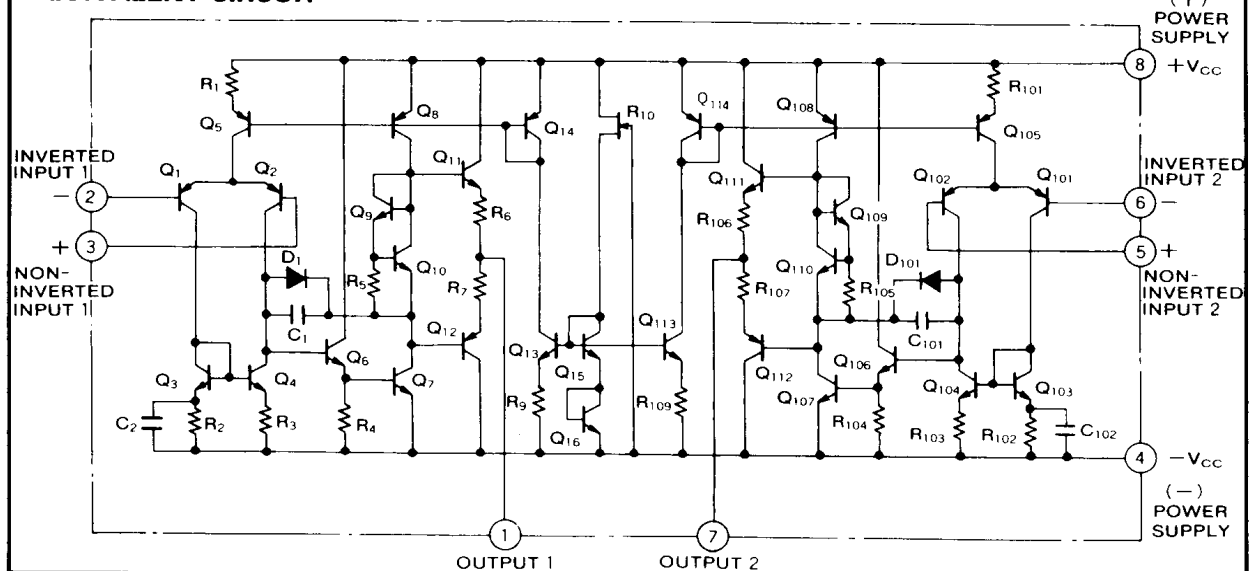 (+)
POWER
SUPPLY
8 +VCC
R1
Q5
Q8
Q14
R10
Q114
Q108
R101
Q105
INVERTED
INPUT 1
− 2
Q1
Q2
Q11
Q111
Q102
Q101
INVERTED
INPUT 2
6 −
Q9
R6
R106
Q109
+ 3
5 +
NON-
INVERTED
INPUT 1
D1
Q10
R5
R7
Q110
R107
R105
D101
NON-
INVERTED
INPUT 2
C1
Q12
Q113
C101
Q3
Q4
Q6
Q7
Q13
Q15
Q112
Q106
Q107
Q104
Q103
C2
R2
R3
R4
R9
Q16
R109
R104
R103
R102
C102
4 −VCC
(−)
POWER
SUPPLY
1
OUTPUT 1
7
OUTPUT 2